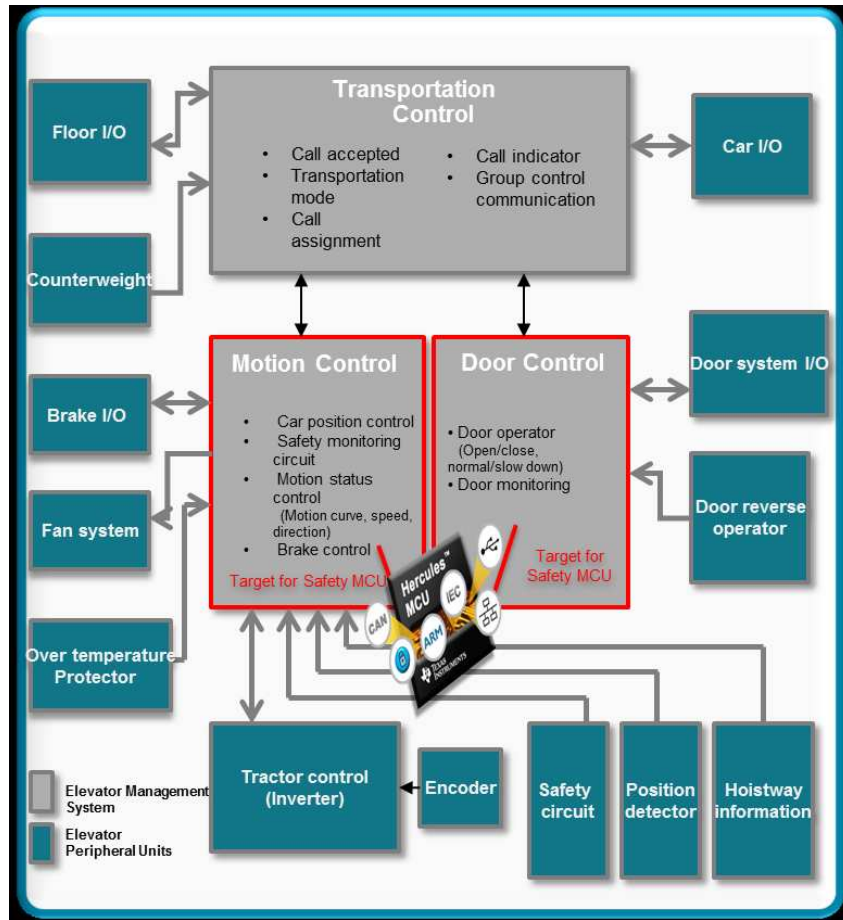 Transportation
Control
• Call accepted
• Transportation
mode
• Call
assignment
• Call indicator
• Group control
communication
Floor I/O
Car I/O
Counterweight
Motion Control
• Car position control
• Safety monitoring
circuit
• Motion status
control
(Motion curve, speed,
direction)
• Brake control
Target for Safety MCU
Door Control
• Door operator
(Open/close,
normal/slow down)
• Door monitoring
Target for
Safety MCU
Door system I/O
Brake I/O
Fan system
Door reverse
operator
Hercules™
MCU
CAN
IEC
ARM
TEXAS
INSTRUMENTS
Over temperature
Protector
Tractor control
(Inverter)
Encoder
Safety
circuit
Position
detector
Hoistway
information
Elevator Management
System
Elevator
Peripheral Units